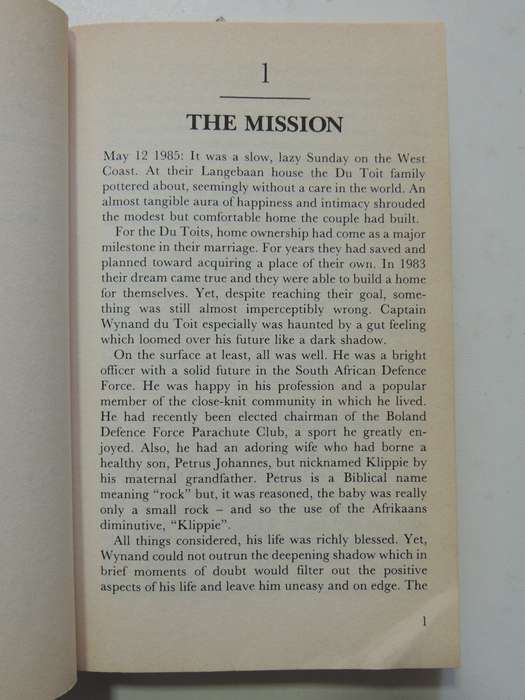 1
THE MISSION
May 12 1985: It was a slow, lazy Sunday on the West
Coast. At their Langebaan house the Du Toit family
pottered about, seemingly without a care in the world. An
almost tangible aura of happiness and intimacy shrouded
the modest but comfortable home the couple had built.
For the Du Toits, home ownership had come as a major
milestone in their marriage. For years they had saved and
planned toward acquiring a place of their own. In 1983
their dream came true and they were able to build a home
for themselves. Yet, despite reaching their goal, some-
thing was still almost imperceptibly wrong. Captain
Wynand du Toit especially was haunted by a gut feeling
which loomed over his future like a dark shadow.
On the surface at least, all was well. He was a bright
officer with a solid future in the South African Defence
Force. He was happy in his profession and a popular
member of the close-knit community in which he lived.
He had recently been elected chairman of the Boland
Defence Force Parachute Club, a sport he greatly en-
joyed. Also, he had an adoring wife who had borne a
healthy son, Petrus Johannes, but nicknamed Klippie by
his maternal grandfather. Petrus is a Biblical name
meaning "rock" but, it was reasoned, the baby was really
only a small rock – and so the use of the Afrikaans
diminutive, "Klippie".
All things considered, his life was richly blessed. Yet,
Wynand could not outrun the deepening shadow which in
brief moments of doubt would filter out the positive
aspects of his life and leave him uneasy and on edge. The
1